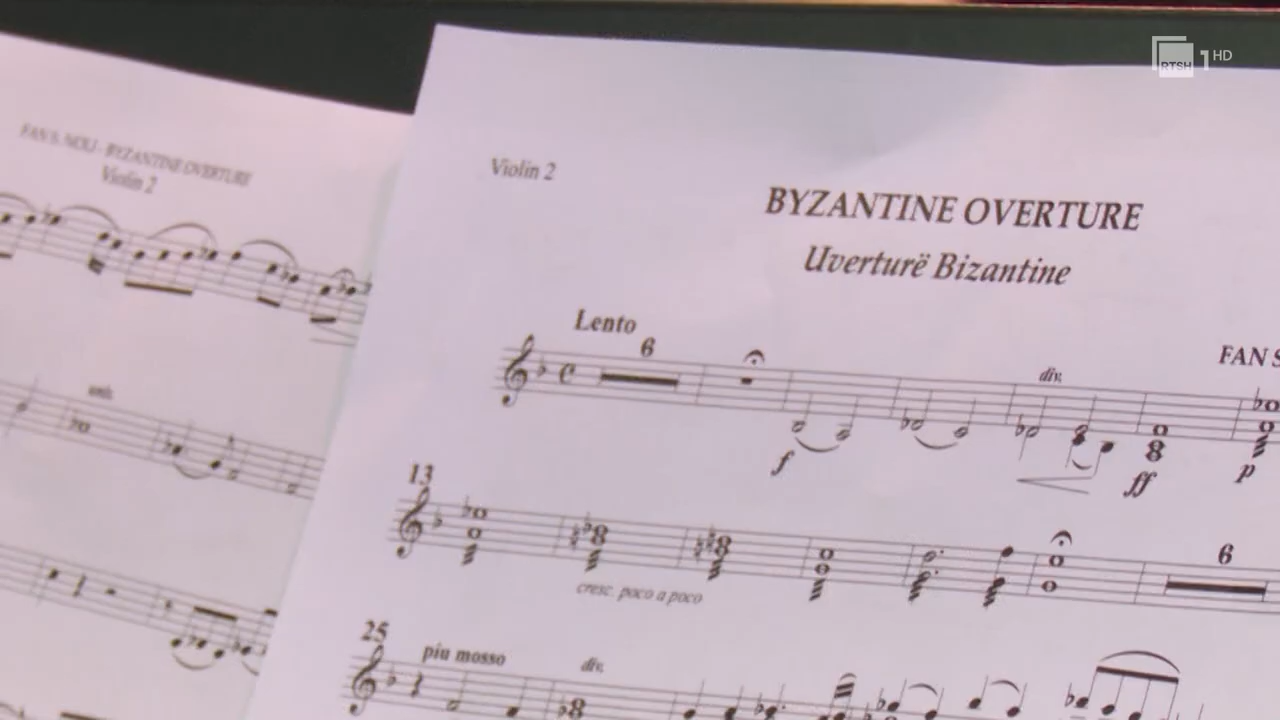 RTSH 1 HD
FAN S. NOLI - BYZANTINE OVERTURE
Violin 2
Violin 2
BYZANTINE OVERTURE
Uverturë Bizantine
FAN S
Lento
6
div.
f
ff
p
13
6
cresc. poco a poco
25
piu mosso
div.